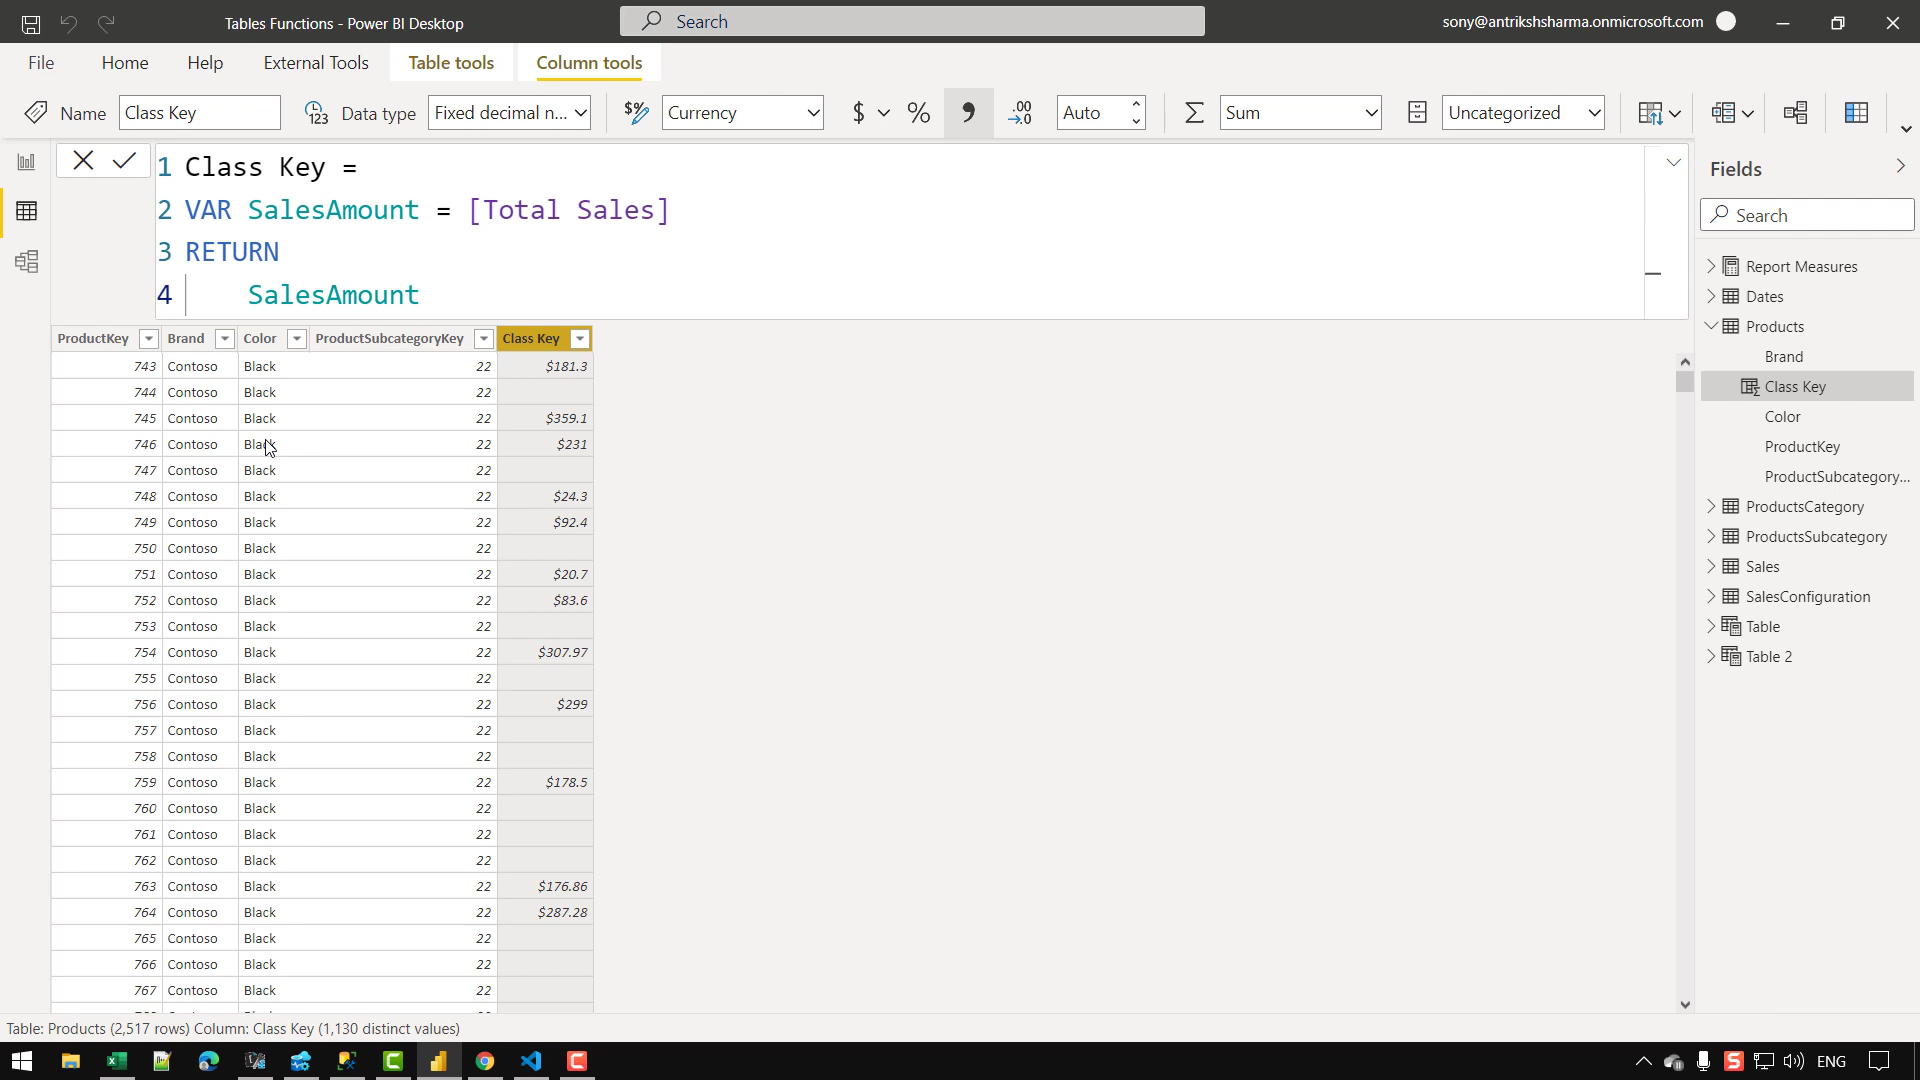 Tables Functions - Power BI Desktop
Search
sony@antrikshsharma.onmicrosoft.com
File Home Help External Tools Table tools Column tools
Name Class Key Data type Fixed decimal n... $% Currency $ % , .00 Auto Σ Sum Uncategorized
1 Class Key =
2 VAR SalesAmount = [Total Sales]
3 RETURN
4 SalesAmount
ProductKey Brand Color ProductSubcategoryKey Class Key
743 Contoso Black 22 $181.3
744 Contoso Black 22
745 Contoso Black 22 $359.1
746 Contoso Black 22 $231
747 Contoso Black 22
748 Contoso Black 22 $24.3
749 Contoso Black 22 $92.4
750 Contoso Black 22
751 Contoso Black 22 $20.7
752 Contoso Black 22 $83.6
753 Contoso Black 22
754 Contoso Black 22 $307.97
755 Contoso Black 22
756 Contoso Black 22 $299
757 Contoso Black 22
758 Contoso Black 22
759 Contoso Black 22 $178.5
760 Contoso Black 22
761 Contoso Black 22
762 Contoso Black 22
763 Contoso Black 22 $176.86
764 Contoso Black 22 $287.28
765 Contoso Black 22
766 Contoso Black 22
767 Contoso Black 22
Fields
Search
Report Measures
Dates
Products
Brand
Class Key
Color
ProductKey
ProductSubcategory...
ProductsCategory
ProductsSubcategory
Sales
SalesConfiguration
Table
Table 2
Table: Products (2,517 rows) Column: Class Key (1,130 distinct values)
ENG